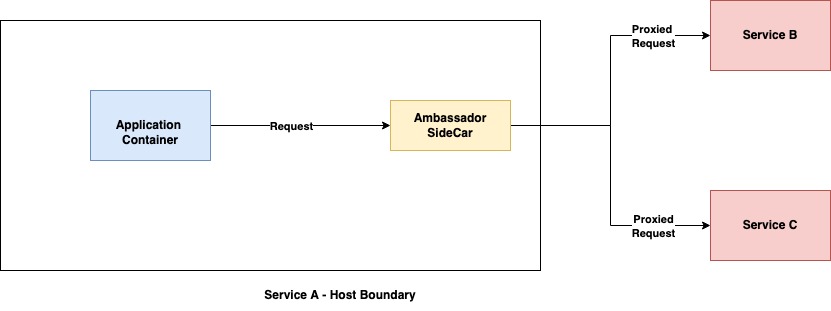 Proxied
Request
Service B
Application
Container
Request
Ambassador
SideCar
Proxied
Request
Service C
Service A - Host Boundary